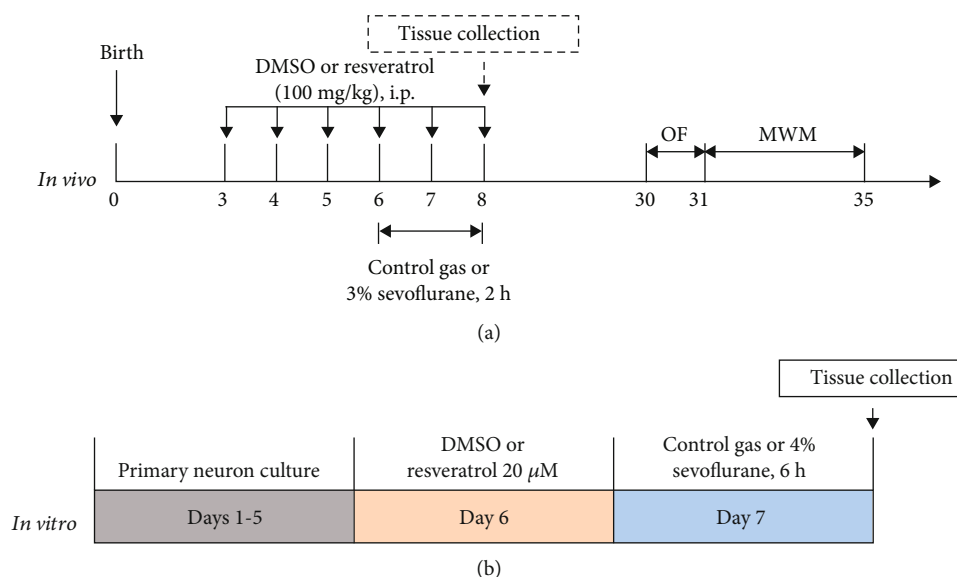 Tissue collection
Birth
DMSO or resveratrol
(100 mg/kg), i.p.
OF
MWM
In vivo
0
3
4
5
6
7
8
30
31
35
Control gas or
3% sevoflurane, 2 h
(a)
Tissue collection
Primary neuron culture
DMSO or
resveratrol 20 μM
Control gas or 4%
sevoflurane, 6 h
In vitro
Days 1-5
Day 6
Day 7
(b)